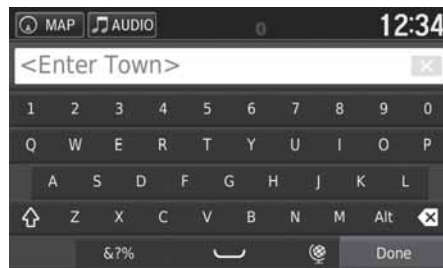 MAP AUDIO 0 12:34
<Enter Town>
1 2 3 4 5 6 7 8 9 0
Q W E R T Y U I O P
A S D F G H J K L
Z X C V B N M Alt
&?% Done